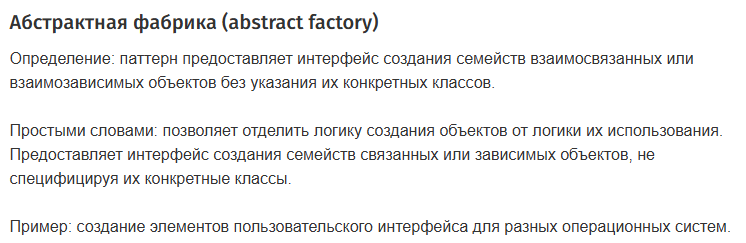 Абстрактная фабрика (abstract factory)
Определение: паттерн предоставляет интерфейс создания семейств взаимосвязанных или
взаимозависимых объектов без указания их конкретных классов.
Простыми словами: позволяет отделить логику создания объектов от логики их использования.
Предоставляет интерфейс создания семейств связанных или зависимых объектов, не
специфицируя их конкретные классы.
Пример: создание элементов пользовательского интерфейса для разных операционных систем.